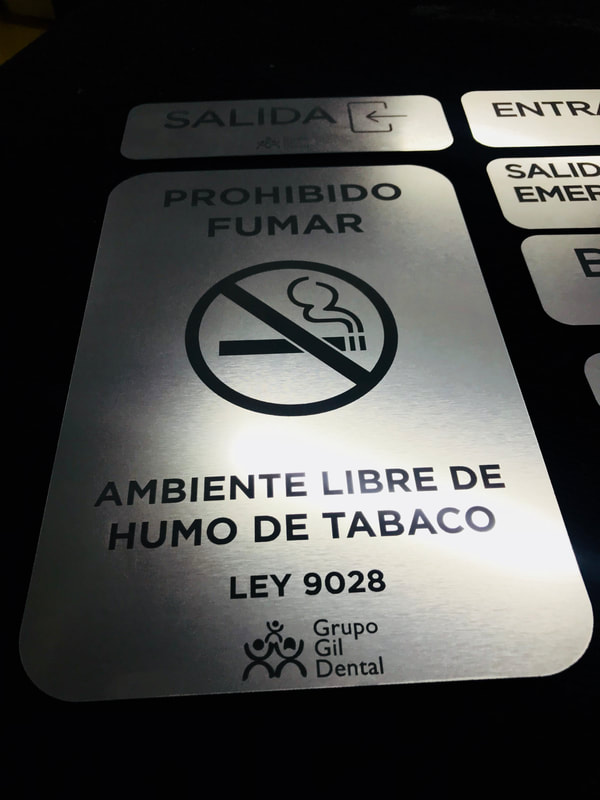 SALIDA
PROHIBIDO
FUMAR
AMBIENTE LIBRE DE
HUMO DE TABACO
LEY 9028
Grupo
Gil
Dental